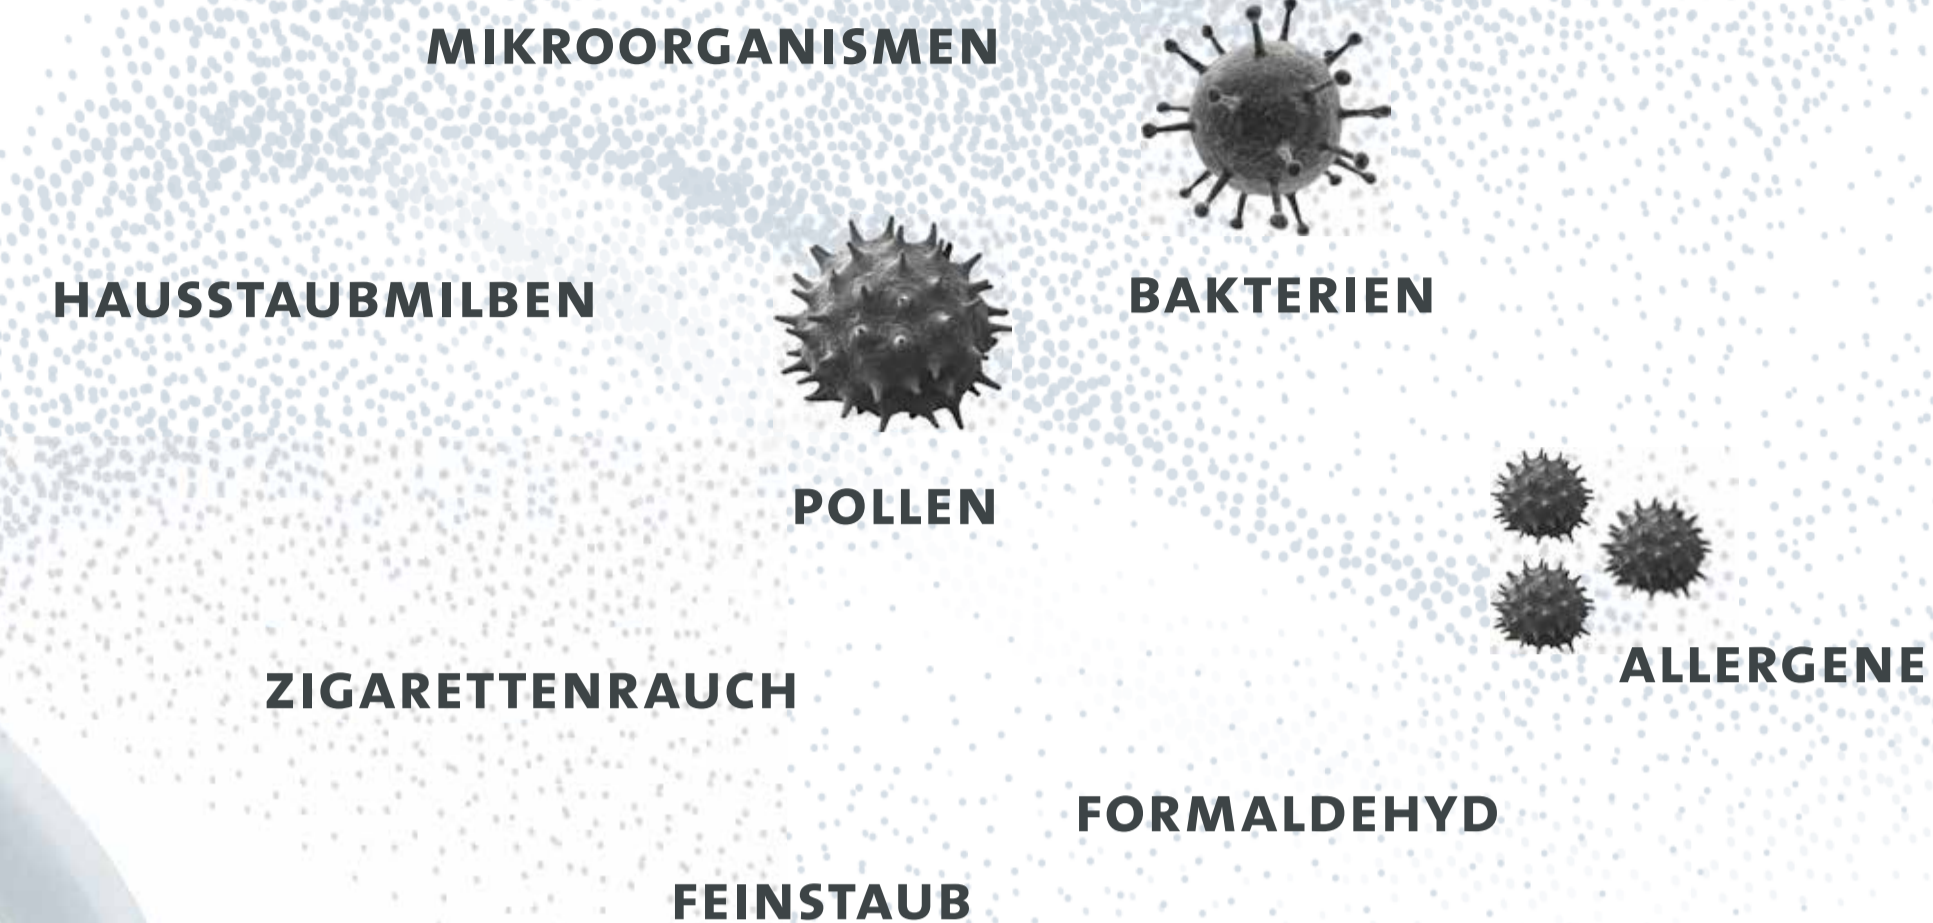 MIKROORGANISMEN
BAKTERIEN
HAUSSTAUBMILBEN
POLLEN
ALLERGENE
ZIGARETTENRAUCH
FORMALDEHYD
FEINSTAUB